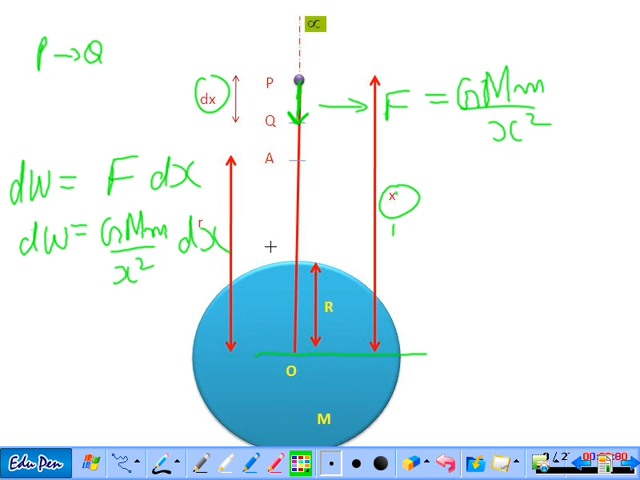 ∞
P → Q
P
dx
Q
→ F = GMm / x²
A
dW = F dx
x
r
dW = GMm / x² dx
R
O
M
Edu Pen